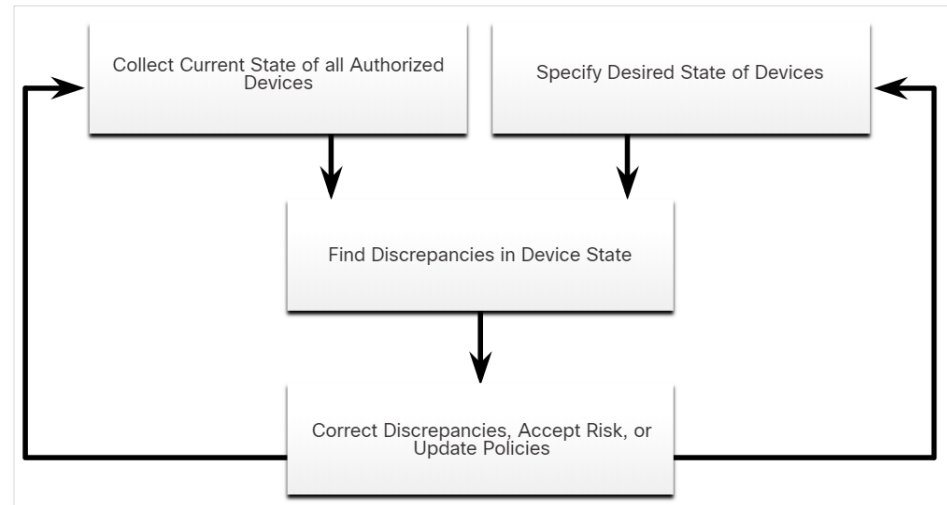 Collect Current State of all Authorized
Devices
Specify Desired State of Devices
Find Discrepancies in Device State
Correct Discrepancies, Accept Risk, or
Update Policies